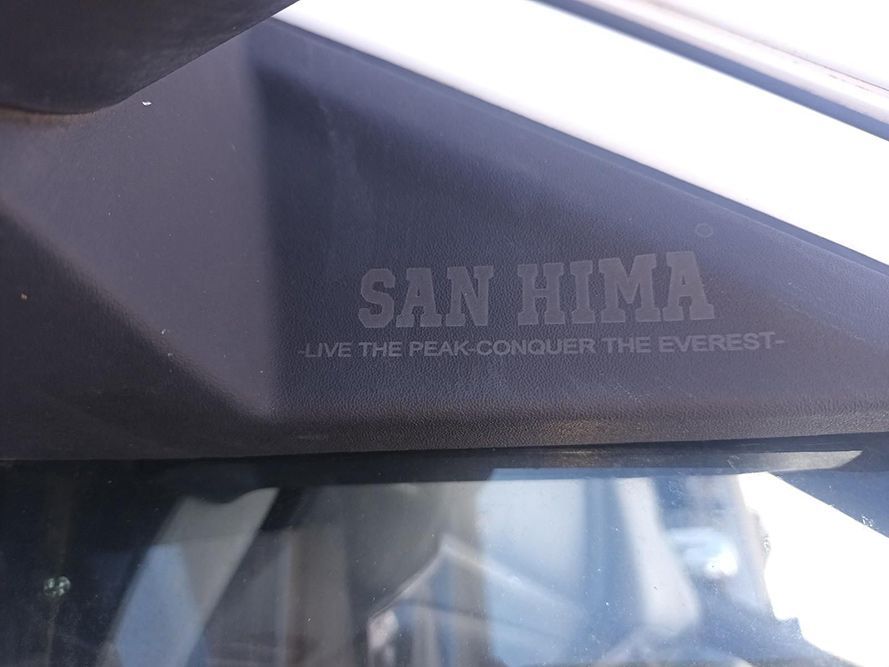 SAN HIMA
-LIVE THE PEAK-CONQUER THE EVEREST-